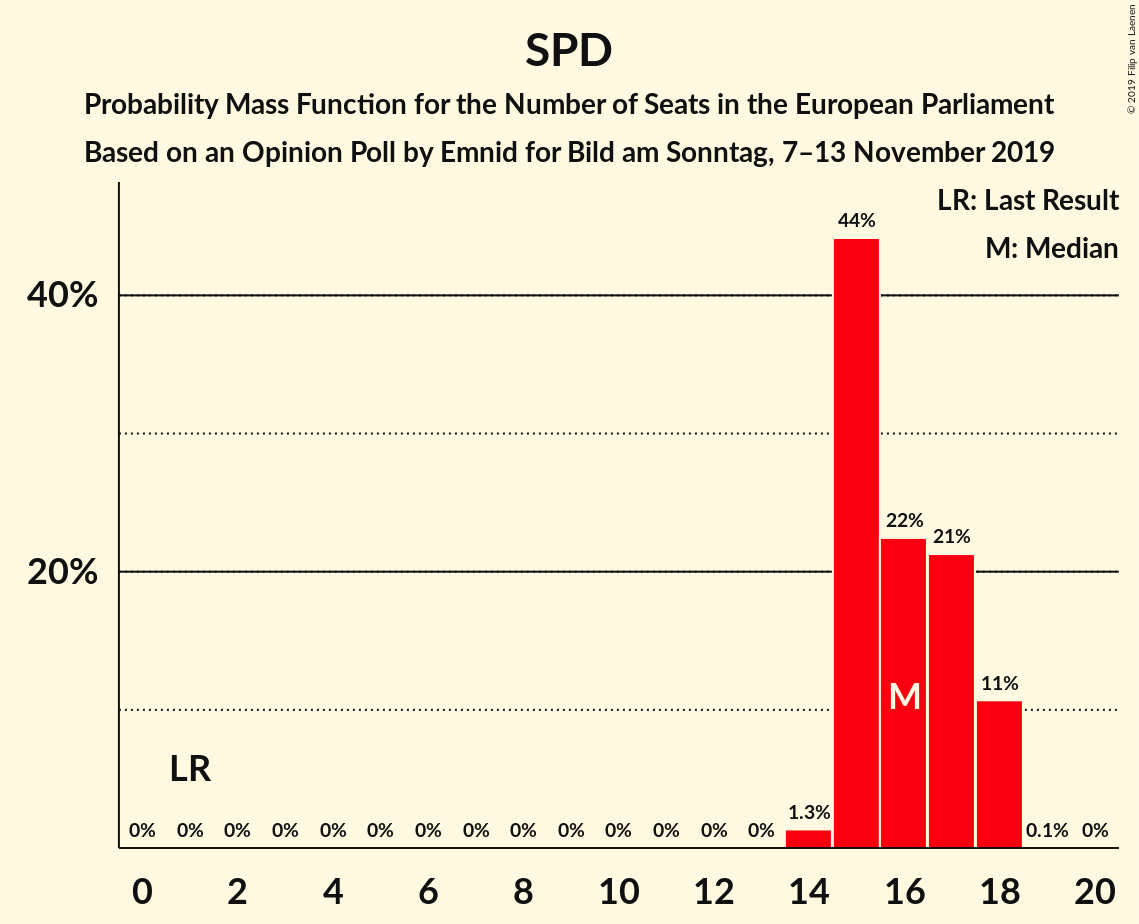 SPD
Probability Mass Function for the Number of Seats in the European Parliament
Based on an Opinion Poll by Emnid for Bild am Sonntag, 7–13 November 2019
© 2019 Filip van Laenen
LR: Last Result
M: Median
44%
40%
22%
21%
20%
11%
M
LR
1.3%
0% 0% 0% 0% 0% 0% 0% 0% 0% 0% 0% 0% 0% 0% 0.1% 0%
0 2 4 6 8 10 12 14 16 18 20